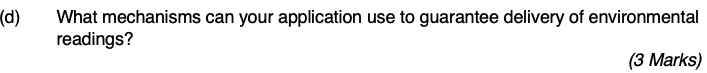 (d) What mechanisms can your application use to guarantee delivery of environmental
readings?
(3 Marks)